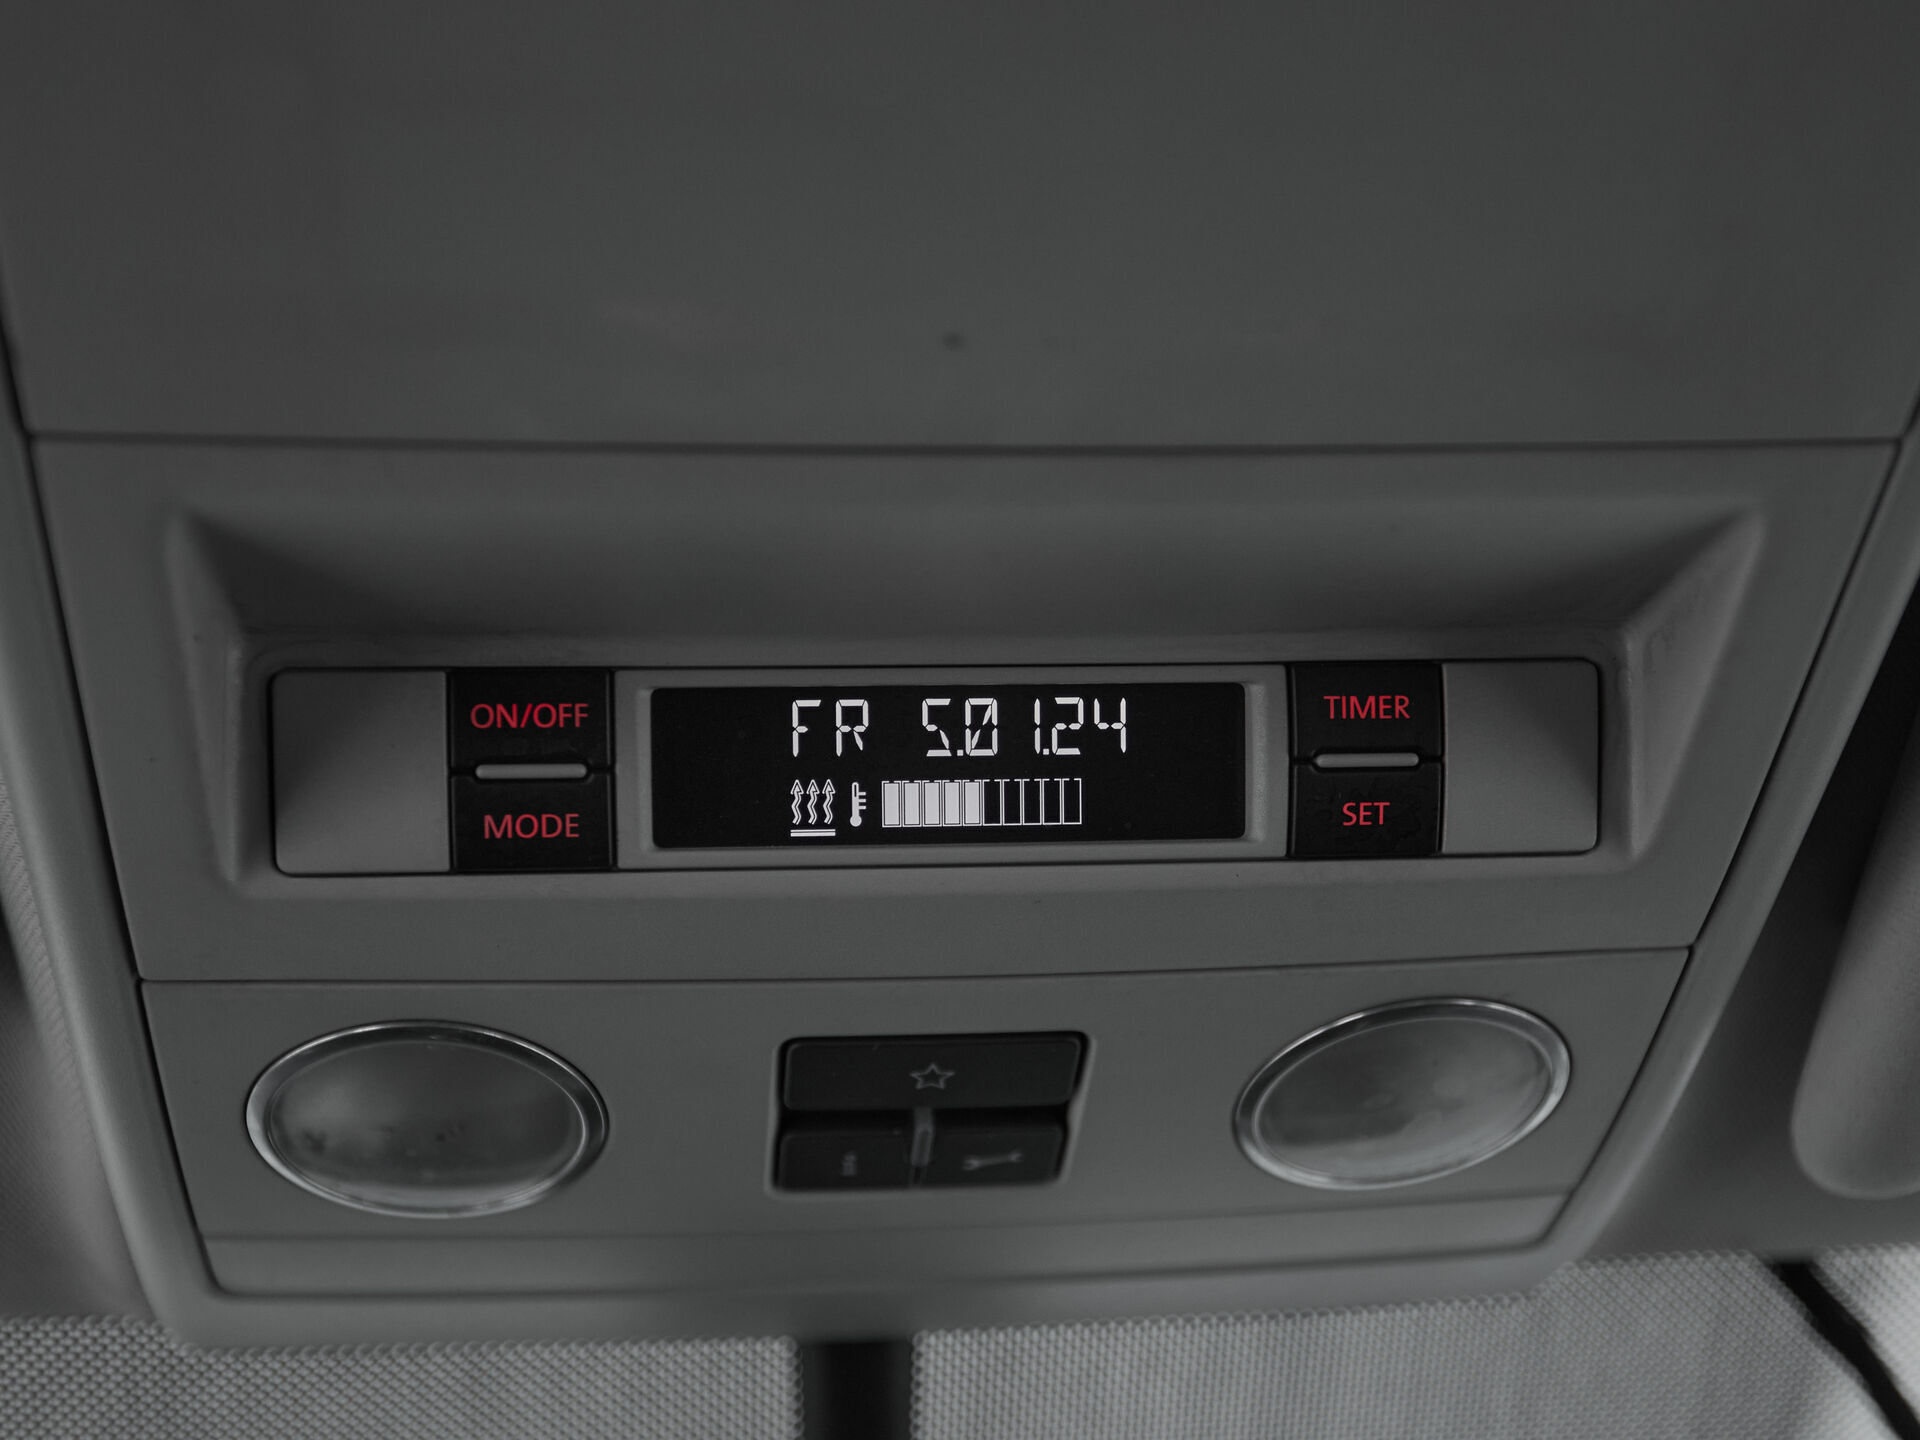 ON/OFF
MODE
FR 5.01.24
TIMER
SET